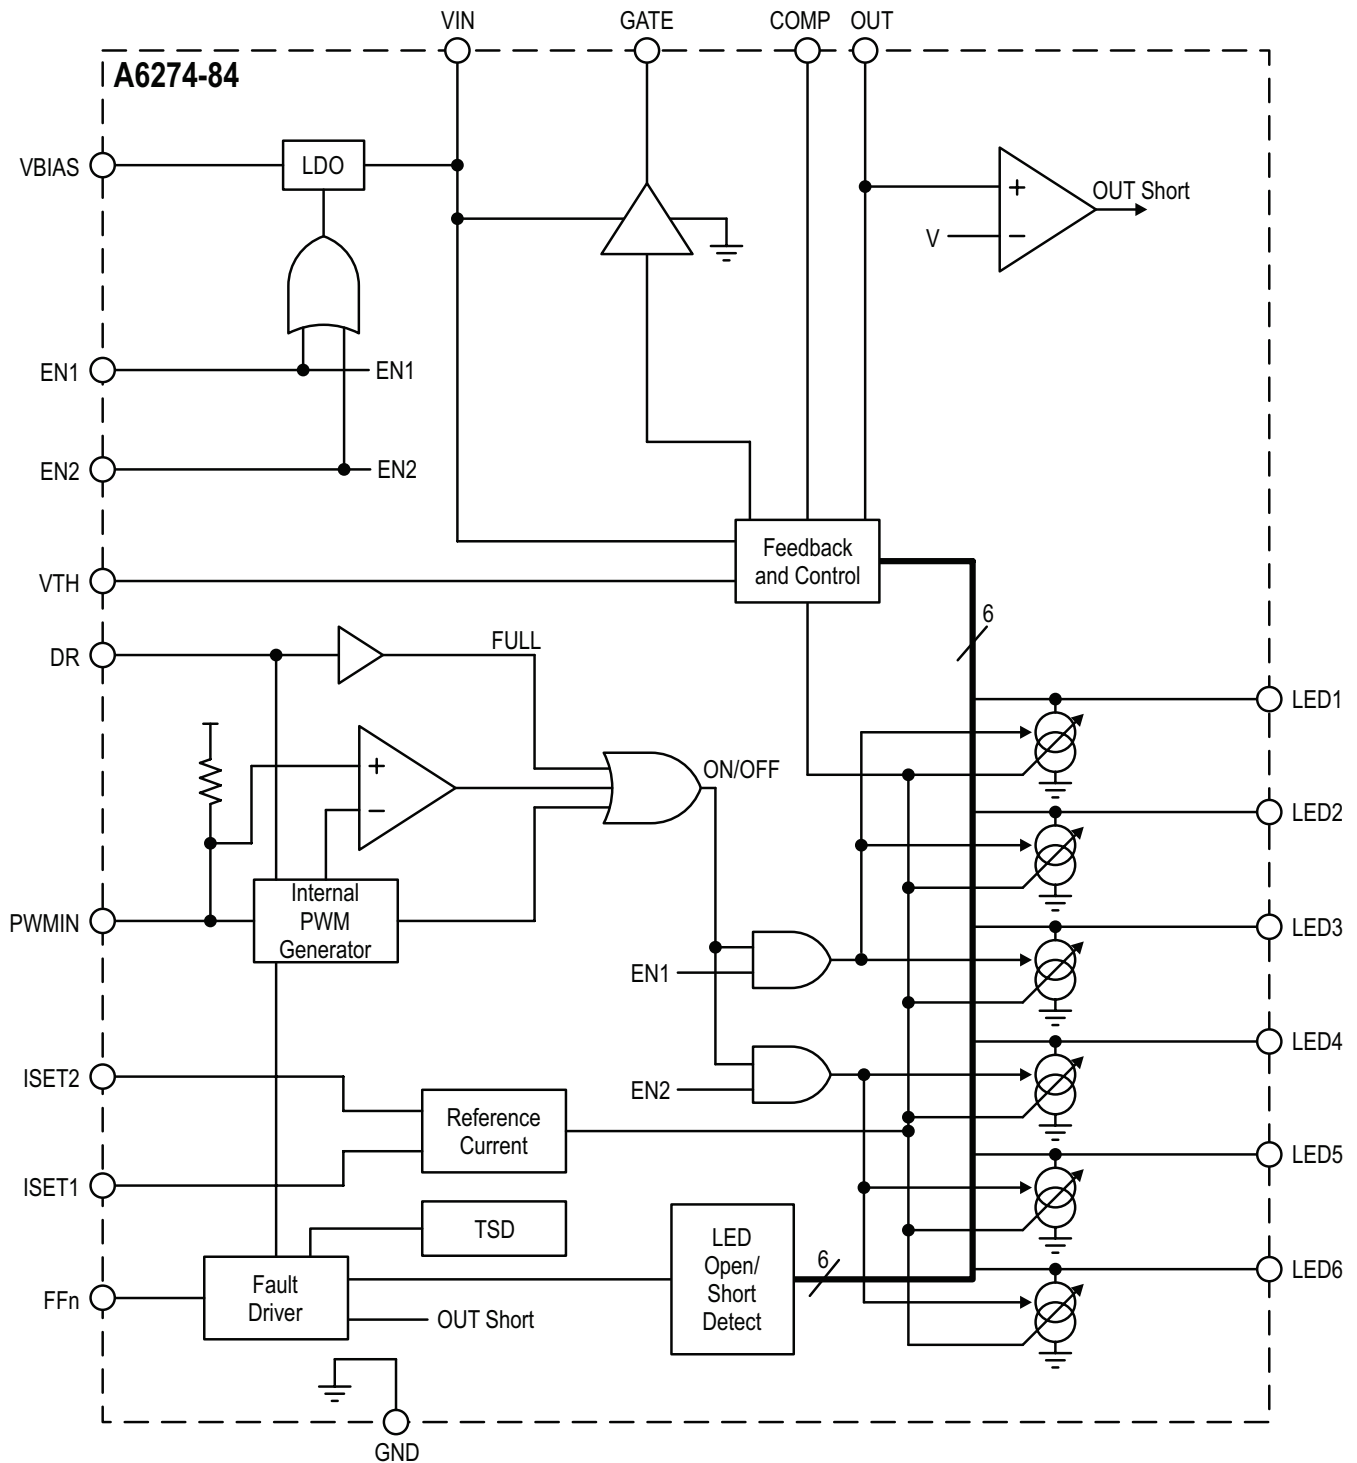 VIN
GATE
COMP
OUT
A6274-84
VBIAS
LDO
+
OUT Short
V
−
EN1
EN1
EN2
EN2
Feedback
and Control
VTH
6
FULL
DR
LED1
+
ON/OFF
−
LED2
Internal
PWM
Generator
PWMIN
LED3
EN1
LED4
ISET2
EN2
Reference
Current
LED5
ISET1
TSD
LED
Open/
Short
Detect
6
LED6
Fault
Driver
FFn
OUT Short
GND